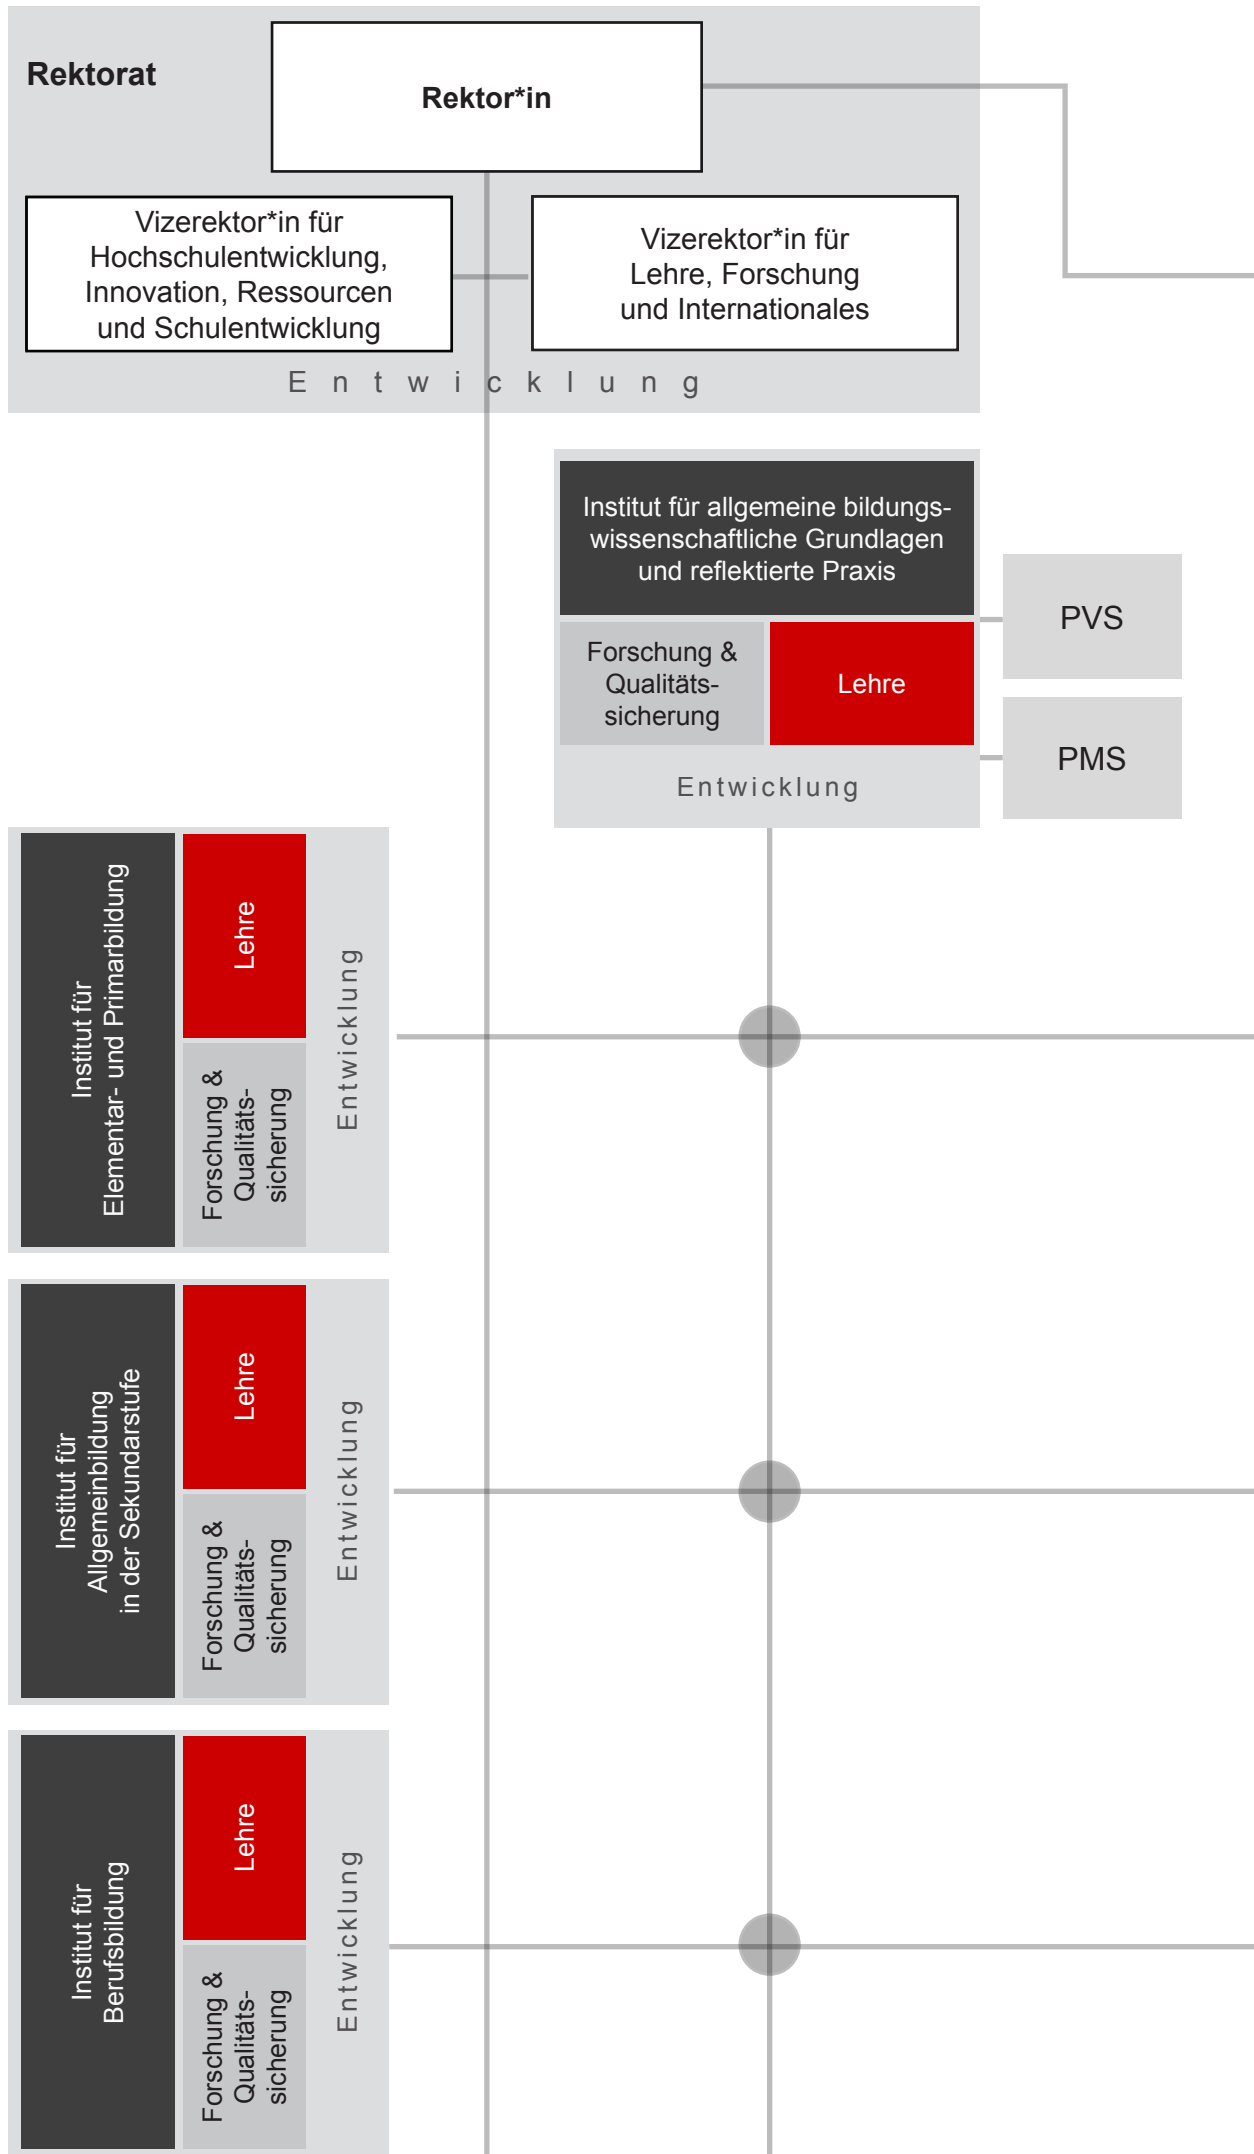 Rektorat
Rektor*in
Vizerektor*in für
Hochschulentwicklung,
Innovation, Ressourcen
und Schulentwicklung
Vizerektor*in für
Lehre, Forschung
und Internationales
Entwicklung
Institut für allgemeine bildungs-
wissenschaftliche Grundlagen
und reflektierte Praxis
Forschung &
Qualitäts-
sicherung
Lehre
Entwicklung
PVS
PMS
Institut für
Elementar- und Primarbildung
Lehre
Forschung &
Qualitäts-
sicherung
Entwicklung
Institut für
Allgemeinbildung
in der Sekundarstufe
Lehre
Forschung &
Qualitäts-
sicherung
Entwicklung
Institut für
Berufsbildung
Lehre
Forschung &
Qualitäts-
sicherung
Entwicklung